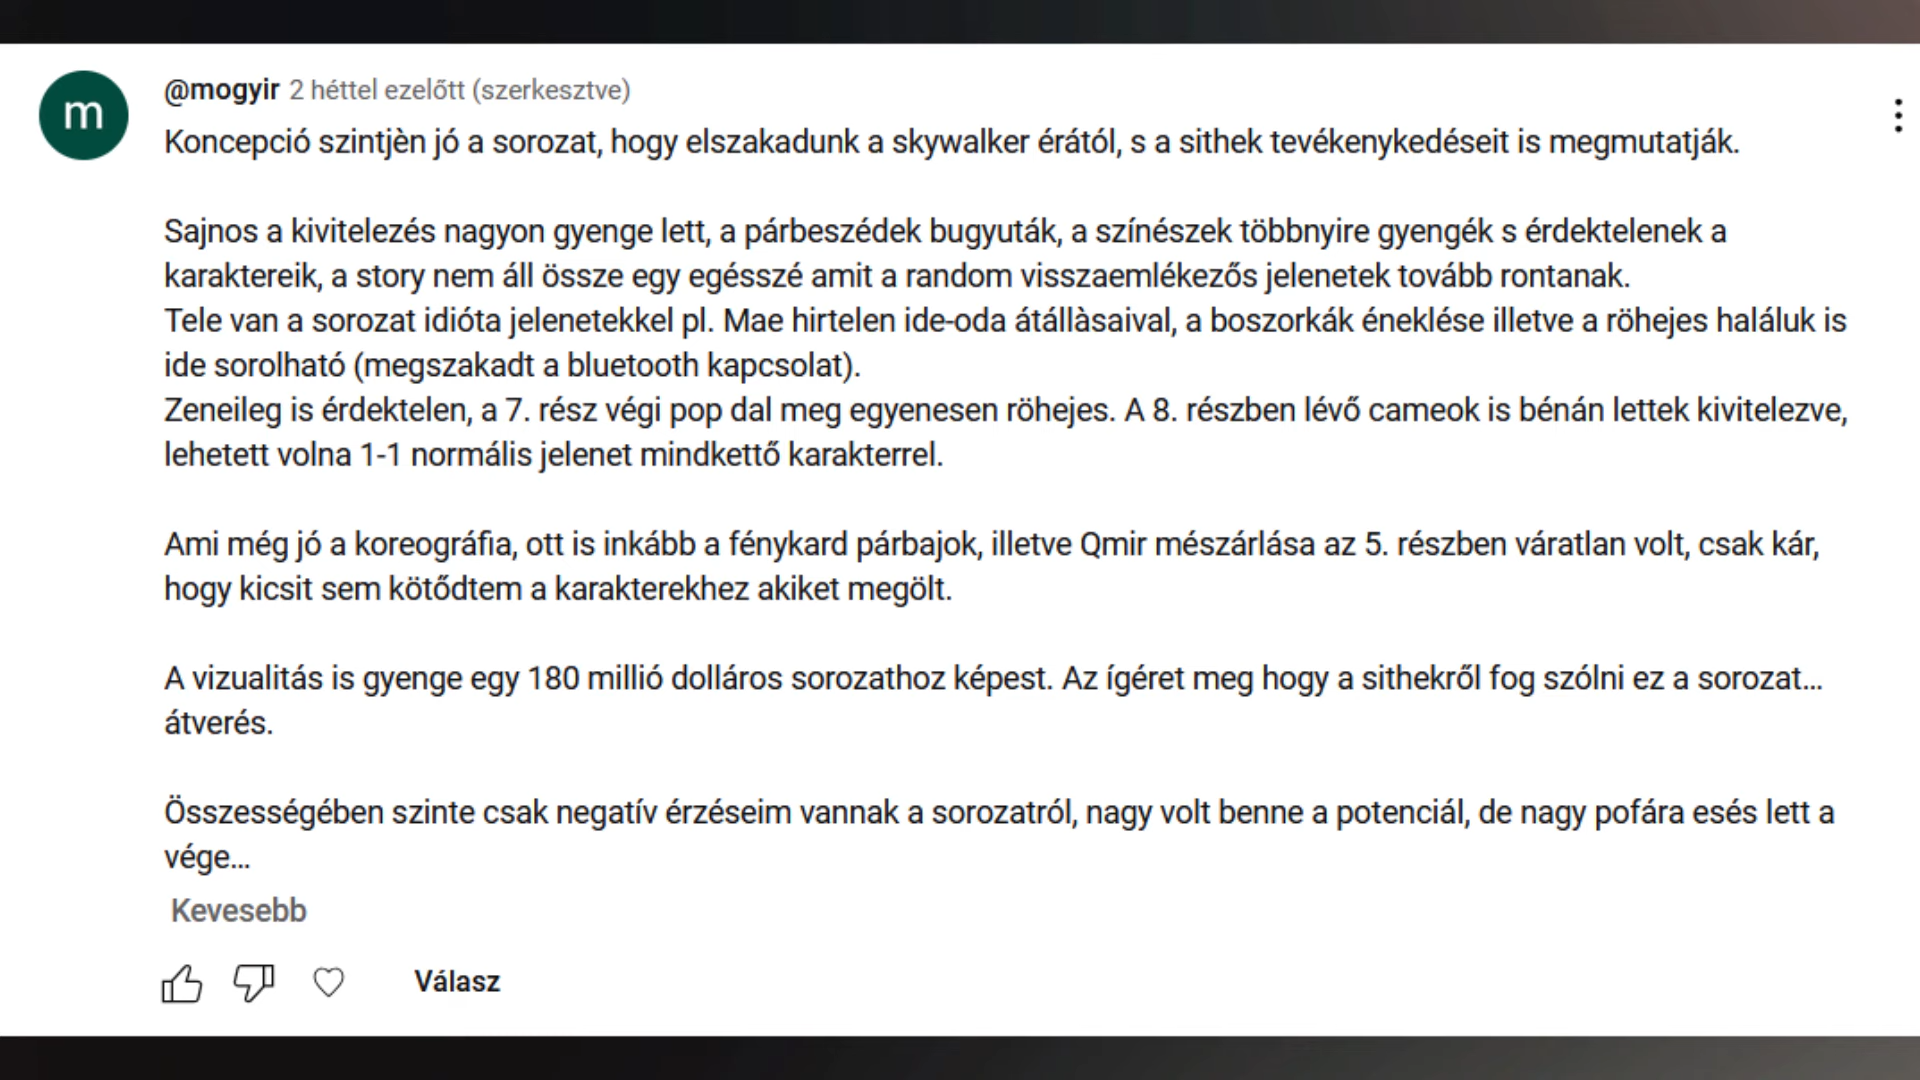 m
@mogyir 2 héttel ezelőtt (szerkesztve)
Koncepció szintjèn jó a sorozat, hogy elszakadunk a skywalker érától, s a sithek tevékenykedéseit is megmutatják.
Sajnos a kivitelezés nagyon gyenge lett, a párbeszédek bugyuták, a színészek többnyire gyengék s érdektelenek a
karaktereik, a story nem áll össze egy egésszé amit a random visszaemlékezős jelenetek tovább rontanak.
Tele van a sorozat idióta jelenetekkel pl. Mae hirtelen ide-oda átállàsaival, a boszorkák éneklése illetve a röhejes haláluk is
ide sorolható (megszakadt a bluetooth kapcsolat).
Zeneileg is érdektelen, a 7. rész végi pop dal meg egyenesen röhejes. A 8. részben lévő cameok is bénán lettek kivitelezve,
lehetett volna 1-1 normális jelenet mindkettő karakterrel.
Ami még jó a koreográfia, ott is inkább a fénykard párbajok, illetve Qmir mészárlása az 5. részben váratlan volt, csak kár,
hogy kicsit sem kötődtem a karakterekhez akiket megölt.
A vizualitás is gyenge egy 180 millió dolláros sorozathoz képest. Az ígéret meg hogy a sithekről fog szólni ez a sorozat...
átverés.
Összességében szinte csak negatív érzéseim vannak a sorozatról, nagy volt benne a potenciál, de nagy pofára esés lett a
vége...
Kevesebb
Válasz